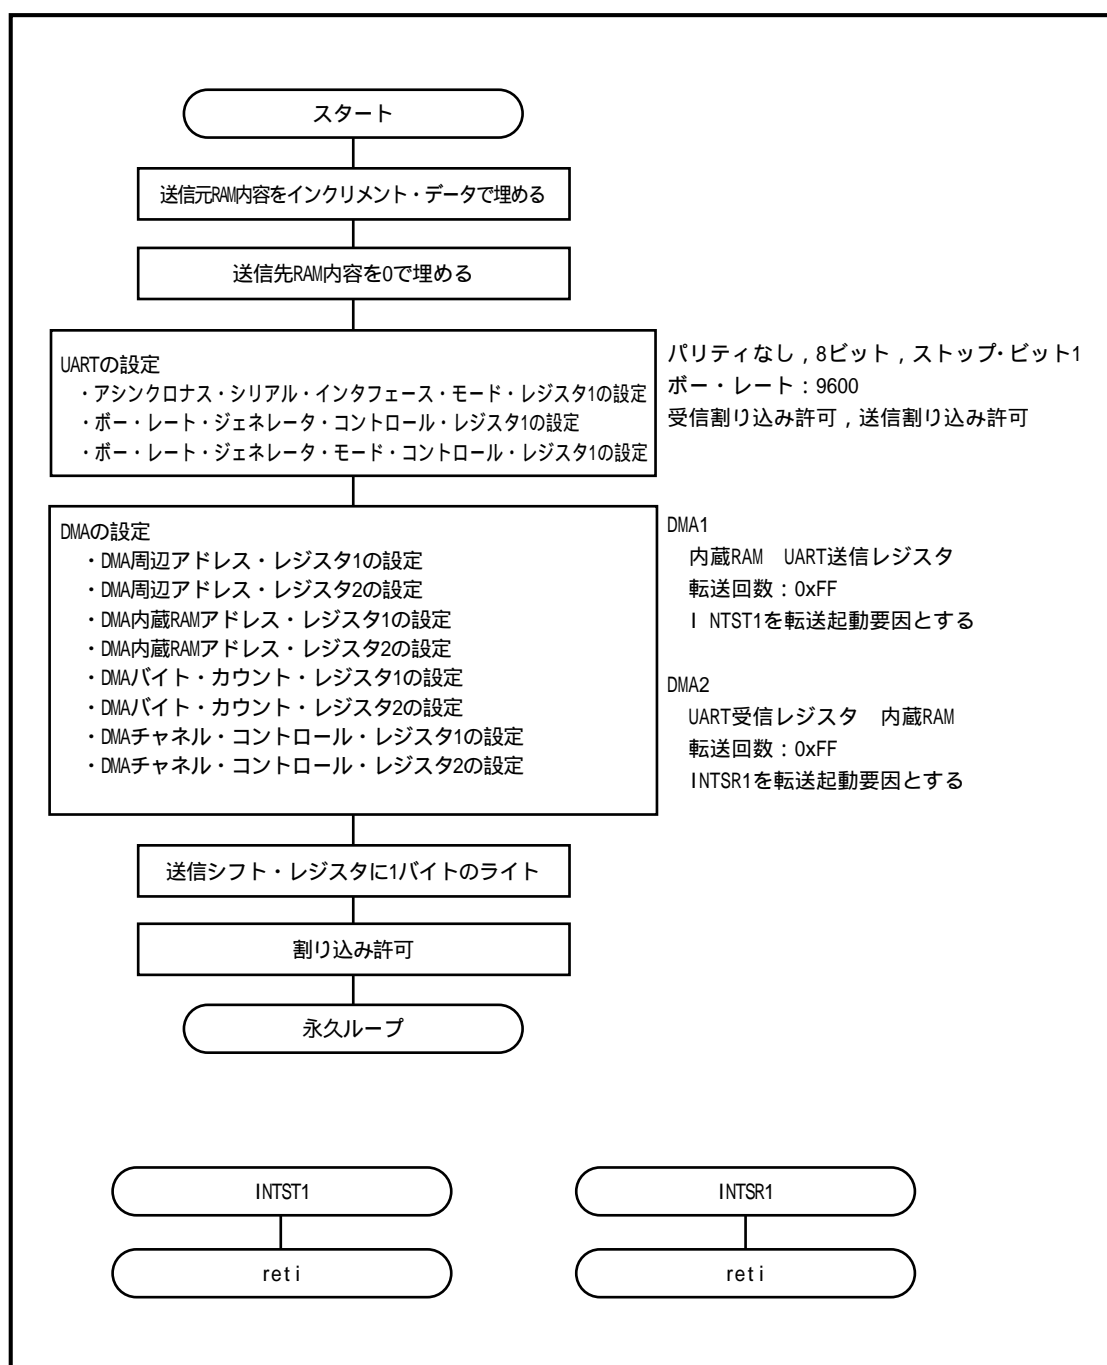 スタート
送信元RAM内容をインクリメント・データで埋める
送信先RAM内容を0で埋める
UARTの設定
・アシンクロナス・シリアル・インタフェース・モード・レジスタ1の設定
・ボー・レート・ジェネレータ・コントロール・レジスタ1の設定
・ボー・レート・ジェネレータ・モード・コントロール・レジスタ1の設定
パリティなし，8ビット，ストップ・ビット1
ボー・レート：9600
受信割り込み許可，送信割り込み許可
DMAの設定
・DMA周辺アドレス・レジスタ1の設定
・DMA周辺アドレス・レジスタ2の設定
・DMA内蔵RAMアドレス・レジスタ1の設定
・DMA内蔵RAMアドレス・レジスタ2の設定
・DMAバイト・カウント・レジスタ1の設定
・DMAバイト・カウント・レジスタ2の設定
・DMAチャネル・コントロール・レジスタ1の設定
・DMAチャネル・コントロール・レジスタ2の設定
DMA1
内蔵RAM　UART送信レジスタ
転送回数：0xFF
I NTST1を転送起動要因とする
DMA2
UART受信レジスタ　内蔵RAM
転送回数：0xFF
INTSR1を転送起動要因とする
送信シフト・レジスタに1バイトのライト
割り込み許可
永久ループ
INTST1
INTSR1
reti
reti